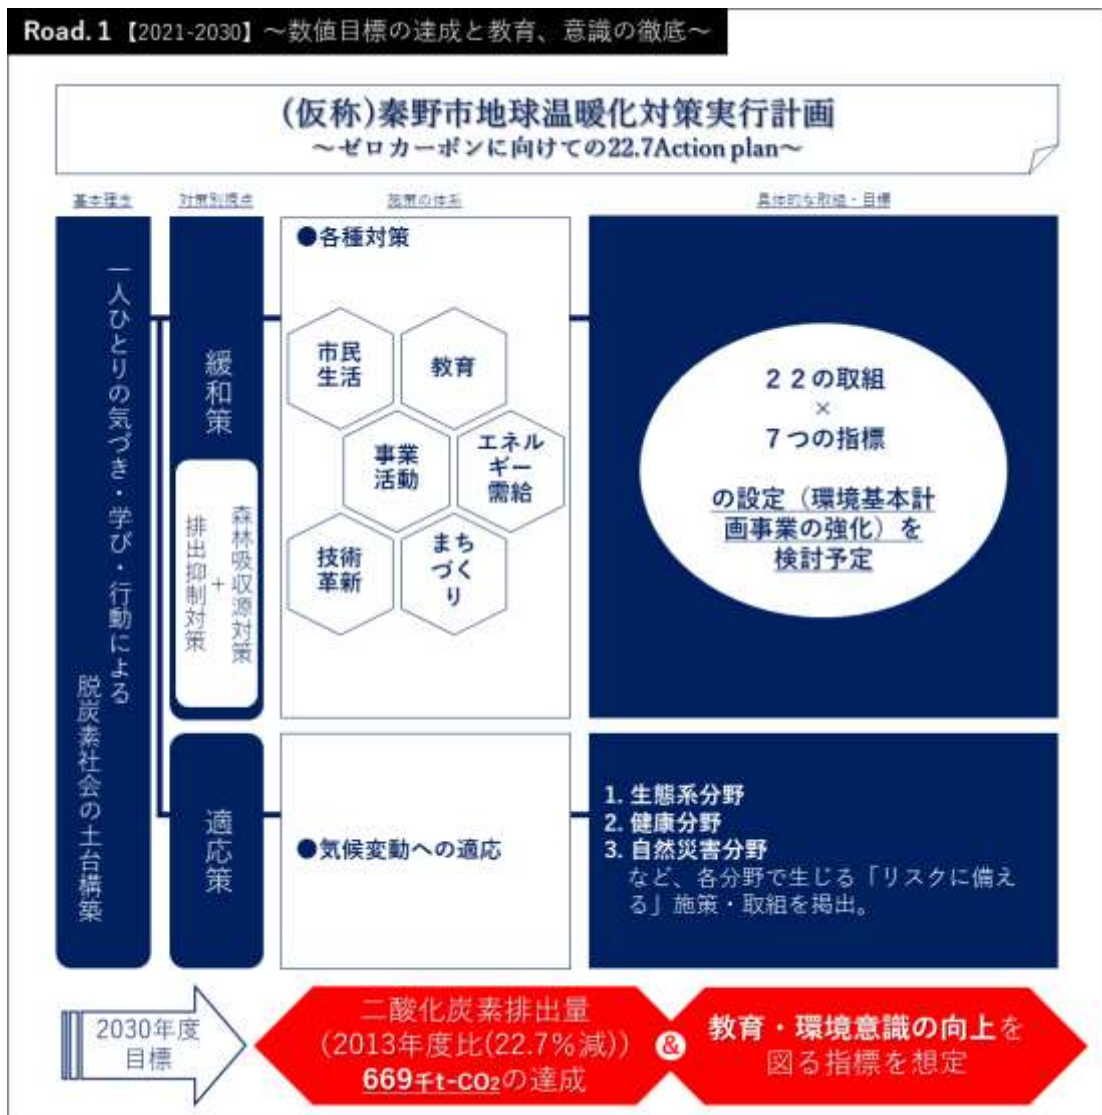 Road. 1 【2021-2030】 ～数値目標の達成と教育、意識の徹底～
(仮称)秦野市地球温暖化対策実行計画
～ゼロカーボンに向けての22.7Action plan～
基本理念
対策別視点
施策の体系
具体的な取組・目標
一人ひとりの気づき・学び・行動による
脱炭素社会の土台構築
緩和策
森林吸収源対策
+
排出抑制対策
●各種対策
市民
生活
教育
事業
活動
エネル
ギー
需給
技術
革新
まち
づく
り
２２の取組
×
７つの指標
の設定（環境基本計
画事業の強化）を
検討予定
適応策
●気候変動への適応
1. 生態系分野
2. 健康分野
3. 自然災害分野
など、各分野で生じる「リスクに備え
る」施策・取組を掲出。
2030年度
目標
二酸化炭素排出量
(2013年度比(22.7%減))
669千t-CO₂の達成
&
教育・環境意識の向上を
図る指標を想定